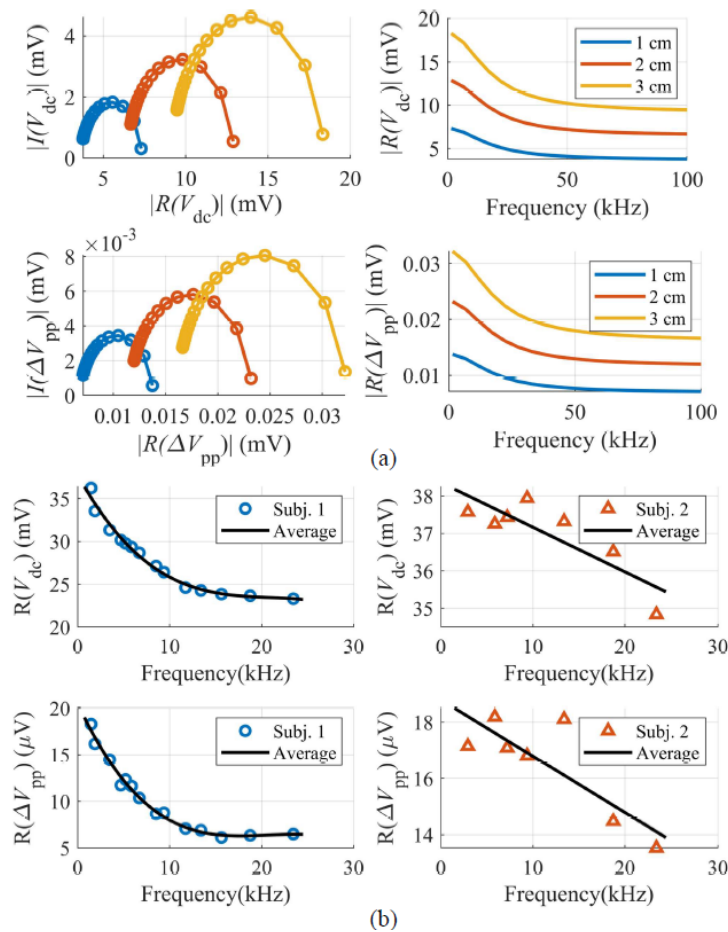 |I(V_dc)| (mV)
4
2
0
5
10
15
20
|R(V_dc)| (mV)
|R(V_dc)| (mV)
20
15
10
5
1 cm
2 cm
3 cm
0
50
100
Frequency (kHz)
×10^-3
|I(ΔV_pp)| (mV)
8
6
4
2
0
0.01
0.015
0.02
0.025
0.03
|R(ΔV_pp)| (mV)
|R(ΔV_pp)| (mV)
0.03
0.02
0.01
1 cm
2 cm
3 cm
0
50
100
Frequency (kHz)
(a)
R(V_dc) (mV)
35
30
25
20
Subj. 1
Average
0
10
20
30
Frequency(kHz)
R(V_dc) (mV)
38
37
36
35
Subj. 2
Average
0
10
20
30
Frequency(kHz)
R(ΔV_pp) (μV)
20
15
10
5
Subj. 1
Average
0
10
20
30
Frequency(kHz)
R(ΔV_pp) (μV)
18
16
14
Subj. 2
Average
0
10
20
30
Frequency(kHz)
(b)